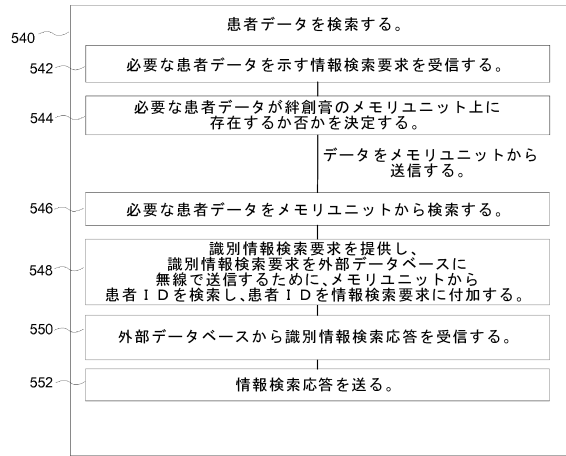 540
患者データを検索する。
542
必要な患者データを示す情報検索要求を受信する。
544
必要な患者データが絆創膏のメモリユニット上に
存在するか否かを決定する。
データをメモリユニットから
送信する。
546
必要な患者データをメモリユニットから検索する。
548
識別情報検索要求を提供し、
識別情報検索要求を外部データベースに
無線で送信するために、メモリユニットから
患者IDを検索し、患者IDを情報検索要求に付加する。
550
外部データベースから識別情報検索応答を受信する。
552
情報検索応答を送る。